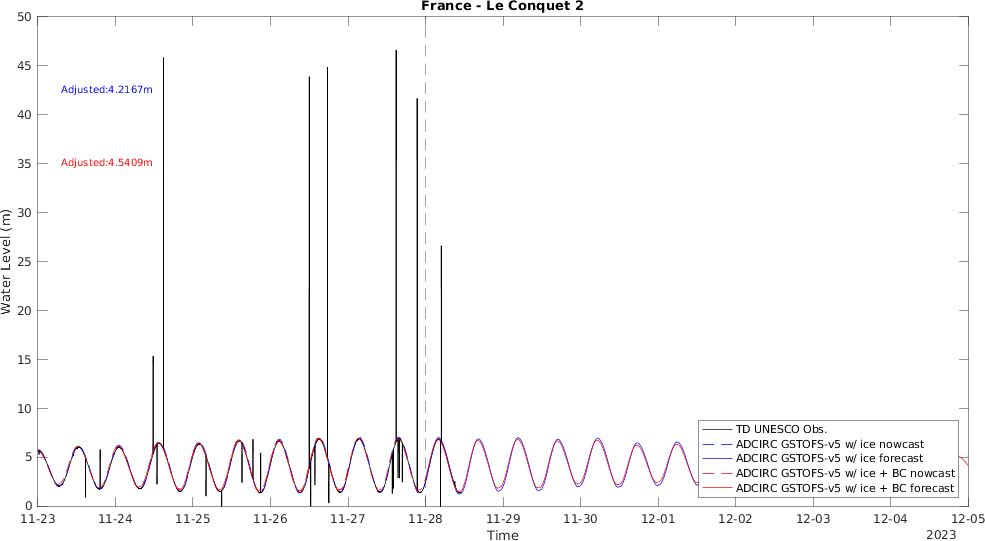 France - Le Conquet 2
50
45
40
35
30
25
20
15
10
5
0
Water Level (m)
Adjusted:4.2167m
Adjusted:4.5409m
TD UNESCO Obs.
ADCIRC GSTOFS-v5 w/ ice nowcast
ADCIRC GSTOFS-v5 w/ ice forecast
ADCIRC GSTOFS-v5 w/ ice + BC nowcast
ADCIRC GSTOFS-v5 w/ ice + BC forecast
11-23 11-24 11-25 11-26 11-27 11-28 11-29 11-30 12-01 12-02 12-03 12-04 12-05
Time
2023